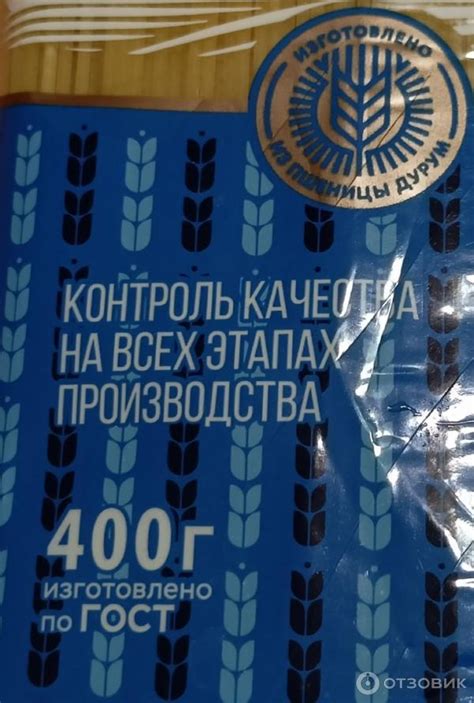 ИЗГОТОВЛЕНО
ИЗ ПШЕНИЦЫ ДУРУМ
КОНТРОЛЬ КАЧЕСТВА
НА ВСЕХ ЭТАПАХ
ПРОИЗВОДСТВА
400г
изготовлено
по ГОСТ
ОТЗОВИК